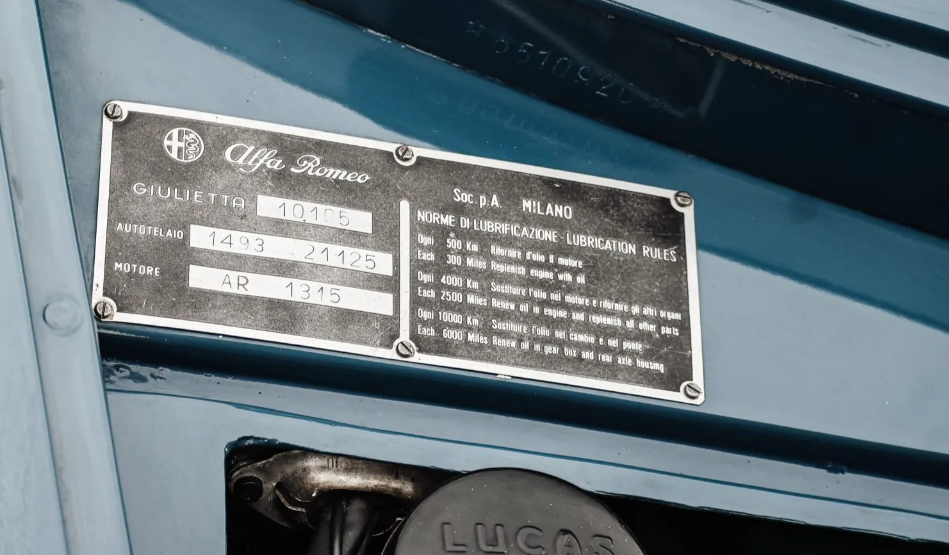 Alfa Romeo
GIULIETTA 10.105
AUTOTELAIO 1493 . 21125
MOTORE AR 1315
Soc. p.A. MILANO
NORME DI LUBRIFICAZIONE - LUBRICATION RULES
Ogni 500 Km Rifornire d'olio il motore
Each 300 Miles Replenish engine with oil
Ogni 4000 Km Sostituire l'olio nel motore e rifornire gli altri organi
Each 2500 Miles Renew oil in engine and replenish all other parts
Ogni 10000 Km Sostituire l'olio nel cambio e nel ponte
Each 6000 Miles Renew oil in gear box and rear axle housing
LUCAS